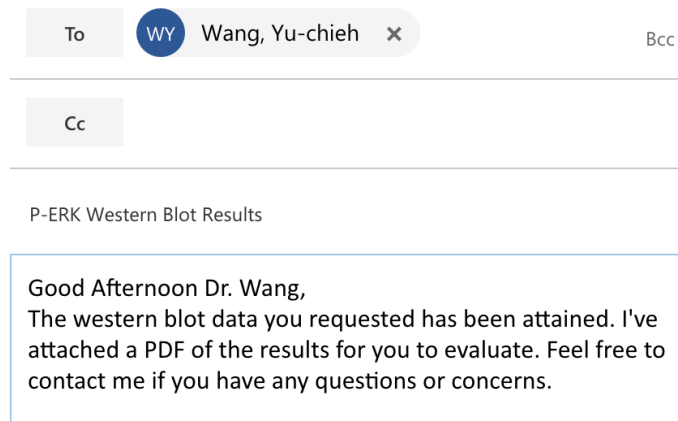 To WY Wang, Yu-chieh × Bcc
Cc
P-ERK Western Blot Results
Good Afternoon Dr. Wang,
The western blot data you requested has been attained. I've
attached a PDF of the results for you to evaluate. Feel free to
contact me if you have any questions or concerns.